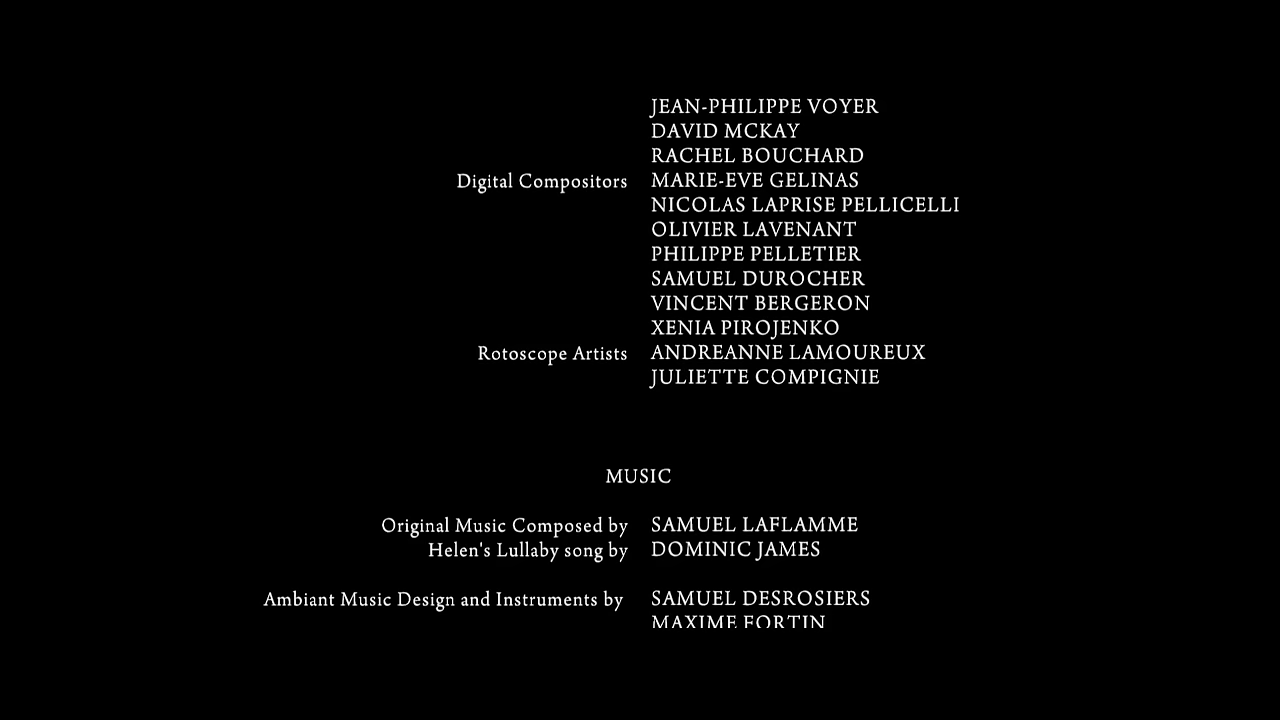 JEAN-PHILIPPE VOYER
DAVID MCKAY
RACHEL BOUCHARD
Digital Compositors MARIE-EVE GELINAS
NICOLAS LAPRISE PELLICELLI
OLIVIER LAVENANT
PHILIPPE PELLETIER
SAMUEL DUROCHER
VINCENT BERGERON
XENIA PIROJENKO
Rotoscope Artists ANDREANNE LAMOUREUX
JULIETTE COMPIGNIE
MUSIC
Original Music Composed by SAMUEL LAFLAMME
Helen's Lullaby song by DOMINIC JAMES
Ambiant Music Design and Instruments by SAMUEL DESROSIERS
MAXIME FORTIN